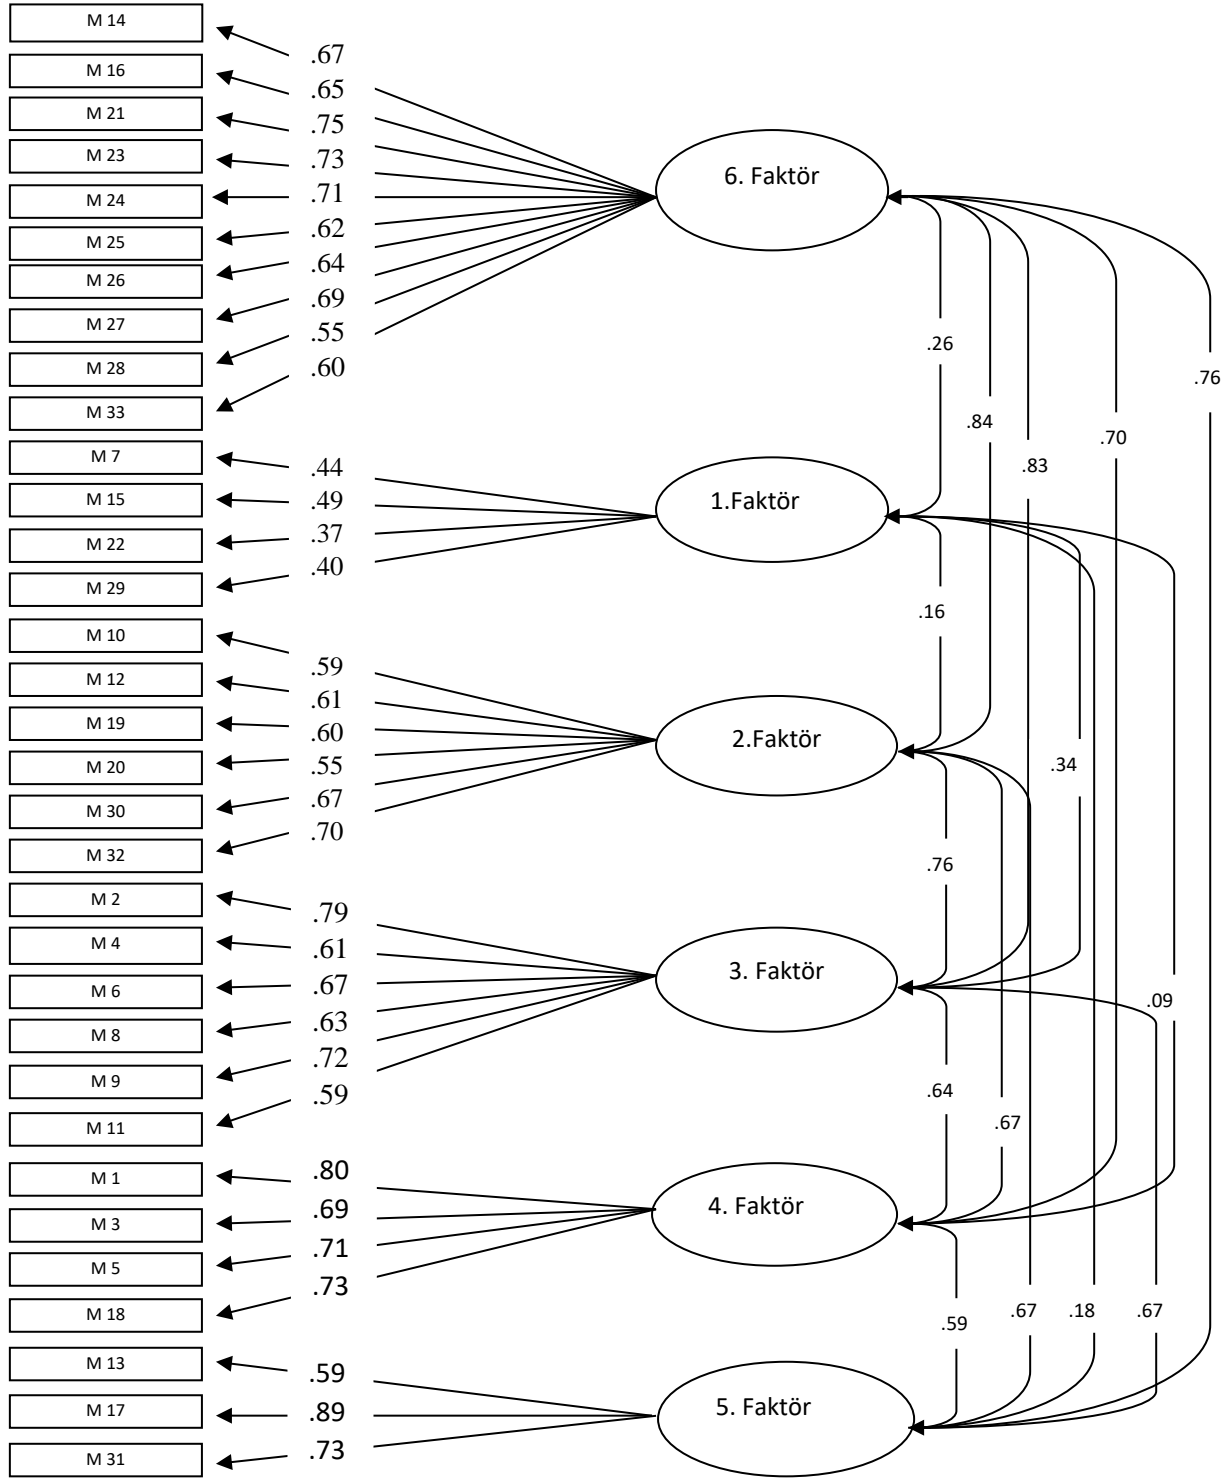 M 14
M 16
M 21
M 23
M 24
M 25
M 26
M 27
M 28
M 33
M 7
M 15
M 22
M 29
M 10
M 12
M 19
M 20
M 30
M 32
M 2
M 4
M 6
M 8
M 9
M 11
M 1
M 3
M 5
M 18
M 13
M 17
M 31
.67
.65
.75
.73
.71
.62
.64
.69
.55
.60
.44
.49
.37
.40
.59
.61
.60
.55
.67
.70
.79
.61
.67
.63
.72
.59
.80
.69
.71
.73
.59
.89
.73
6. Faktör
1.Faktör
2.Faktör
3. Faktör
4. Faktör
5. Faktör
.26
.84
.83
.70
.76
.16
.34
.76
.09
.64
.67
.59
.67
.18
.67